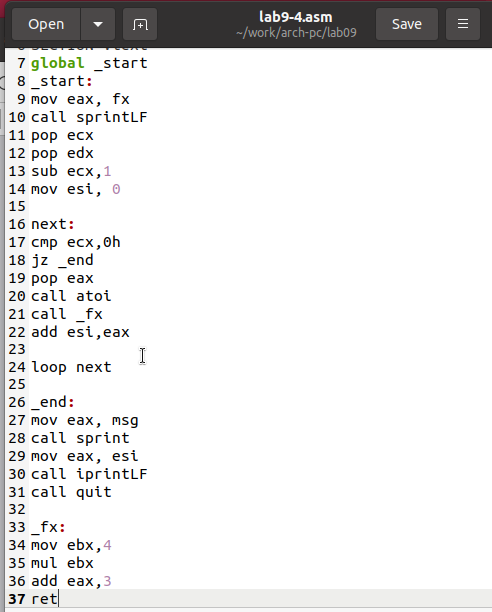 Open
lab9-4.asm
~/work/arch-pc/lab09
Save
7 global _start
8 _start:
9 mov eax, fx
10 call sprintLF
11 pop ecx
12 pop edx
13 sub ecx,1
14 mov esi, 0
15
16 next:
17 cmp ecx,0h
18 jz _end
19 pop eax
20 call atoi
21 call _fx
22 add esi,eax
23
24 loop next
25
26 _end:
27 mov eax, msg
28 call sprint
29 mov eax, esi
30 call iprintLF
31 call quit
32
33 _fx:
34 mov ebx,4
35 mul ebx
36 add eax,3
37 ret